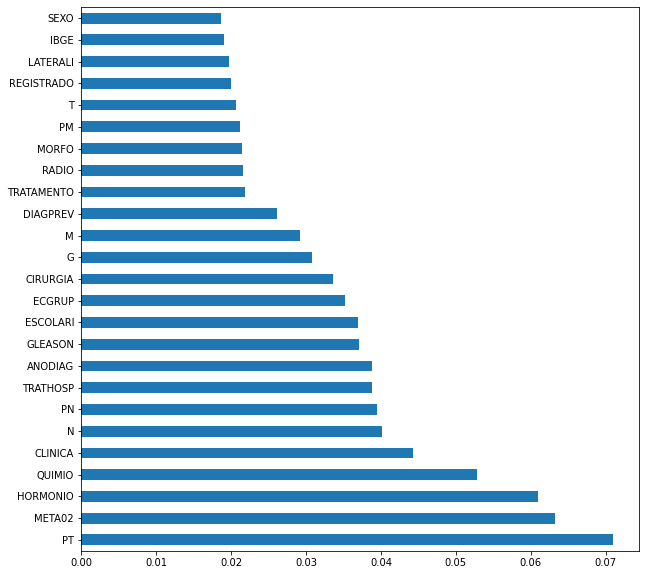 SEXO
IBGE
LATERALI
REGISTRADO
T
PM
MORFO
RADIO
TRATAMENTO
DIAGPREV
M
G
CIRURGIA
ECGRUP
ESCOLARI
GLEASON
ANODIAG
TRATHOSP
PN
N
CLINICA
QUIMIO
HORMONIO
META02
PT
0.00 0.01 0.02 0.03 0.04 0.05 0.06 0.07